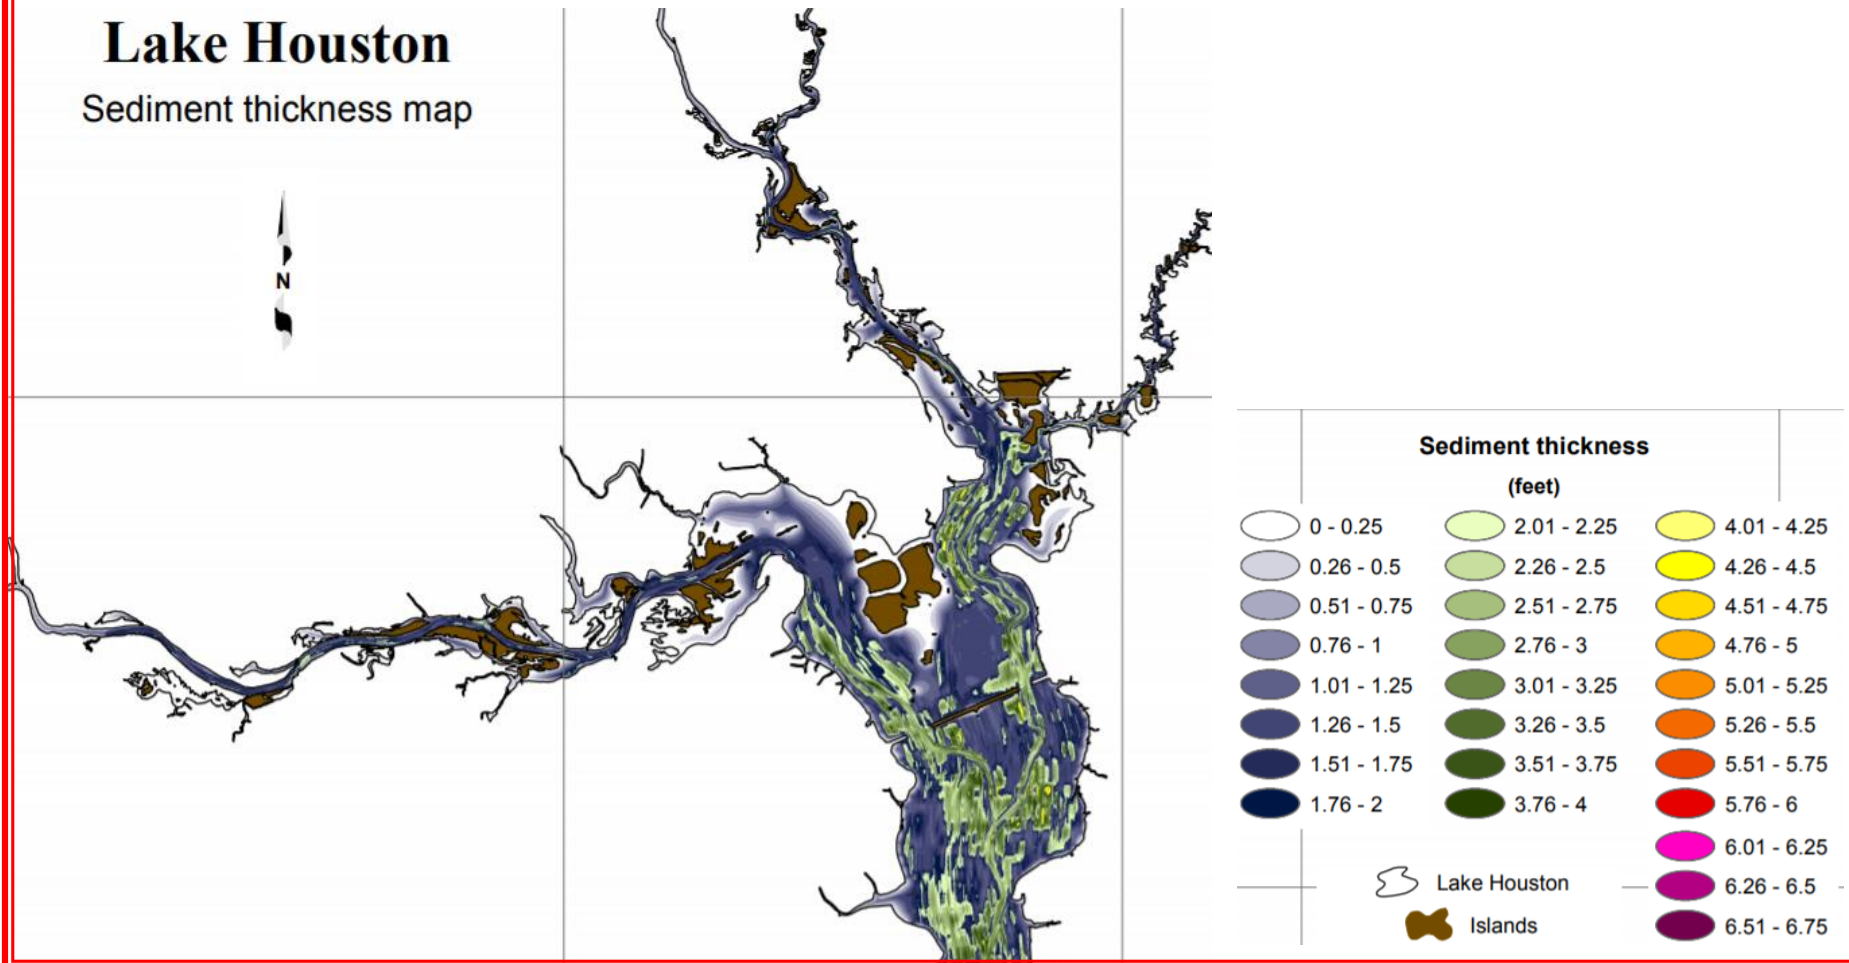 Lake Houston
Sediment thickness map
N
Sediment thickness
(feet)
0 - 0.25
0.26 - 0.5
0.51 - 0.75
0.76 - 1
1.01 - 1.25
1.26 - 1.5
1.51 - 1.75
1.76 - 2
2.01 - 2.25
2.26 - 2.5
2.51 - 2.75
2.76 - 3
3.01 - 3.25
3.26 - 3.5
3.51 - 3.75
3.76 - 4
4.01 - 4.25
4.26 - 4.5
4.51 - 4.75
4.76 - 5
5.01 - 5.25
5.26 - 5.5
5.51 - 5.75
5.76 - 6
6.01 - 6.25
6.26 - 6.5
6.51 - 6.75
Lake Houston
Islands